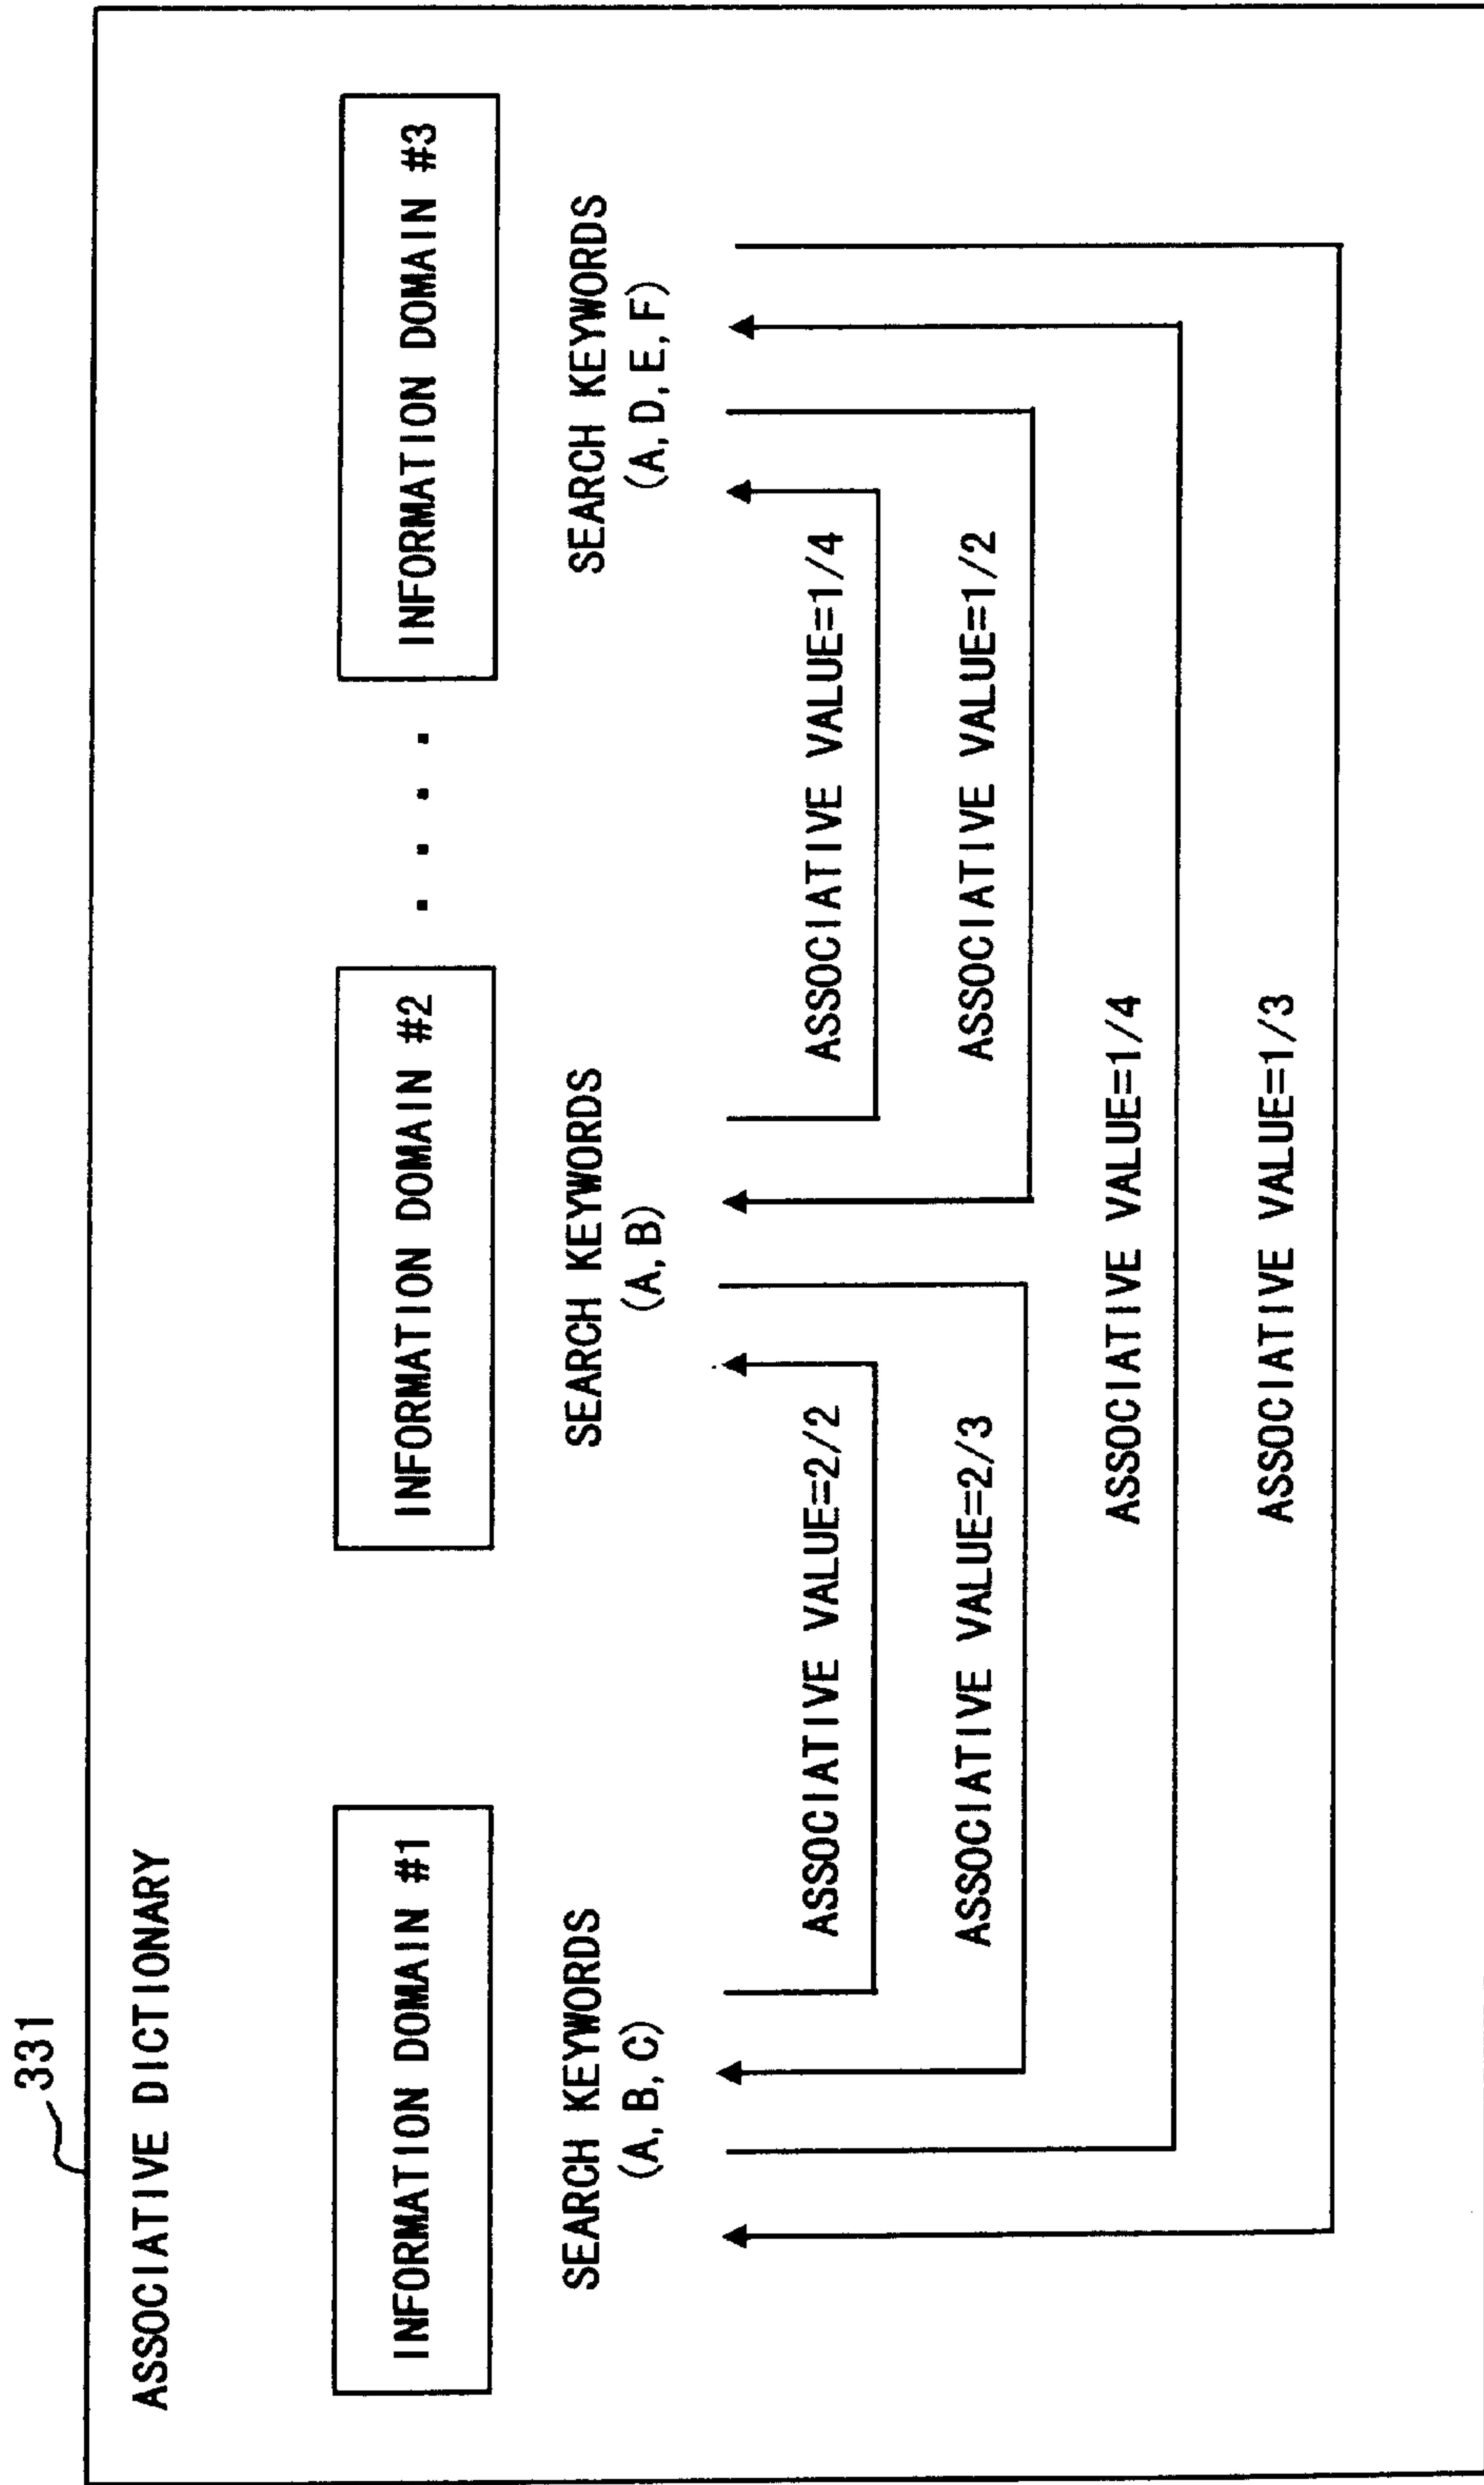 331
ASSOCIATIVE DICTIONARY
INFORMATION DOMAIN #1
INFORMATION DOMAIN #2
. . . .
INFORMATION DOMAIN #3
SEARCH KEYWORDS
(A, B, C)
SEARCH KEYWORDS
(A, B)
SEARCH KEYWORDS
(A, D, E, F)
ASSOCIATIVE VALUE=2/2
ASSOCIATIVE VALUE=1/4
ASSOCIATIVE VALUE=2/3
ASSOCIATIVE VALUE=1/2
ASSOCIATIVE VALUE=1/4
ASSOCIATIVE VALUE=1/3